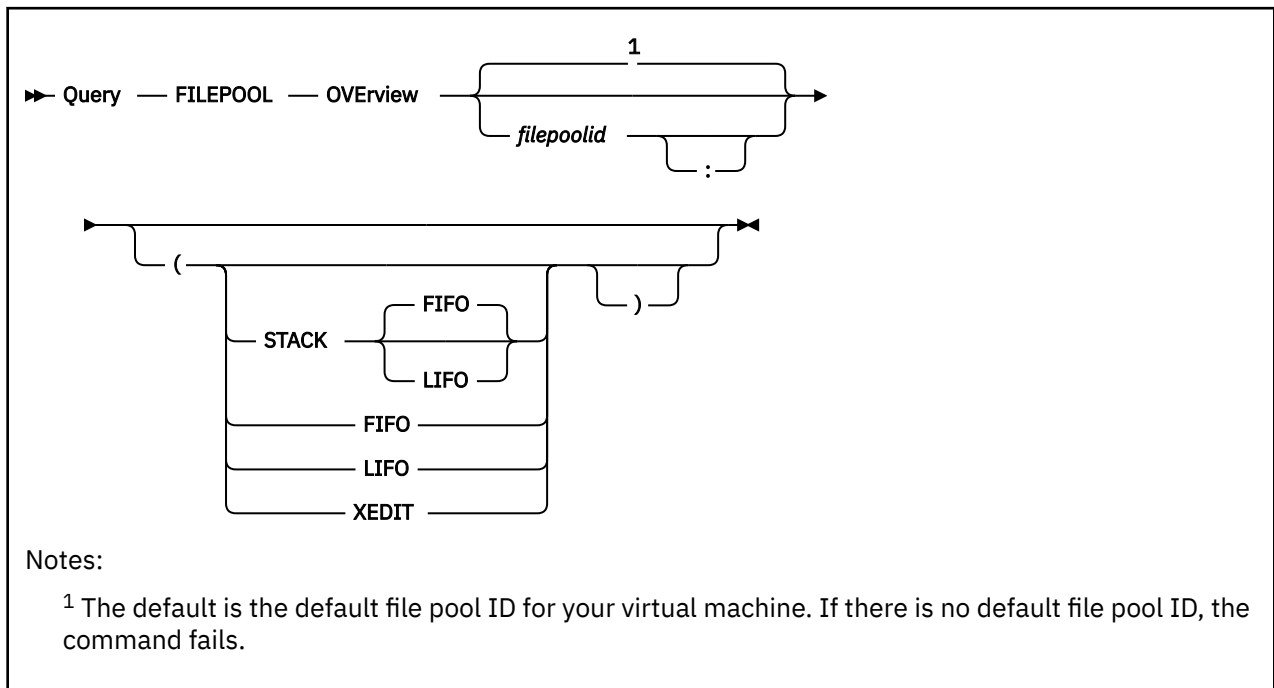 1
Query FILEPOOL OVErview
filepoolid
:
(
)
FIFO
STACK
LIFO
FIFO
LIFO
XEDIT
Notes:
1 The default is the default file pool ID for your virtual machine. If there is no default file pool ID, the
command fails.